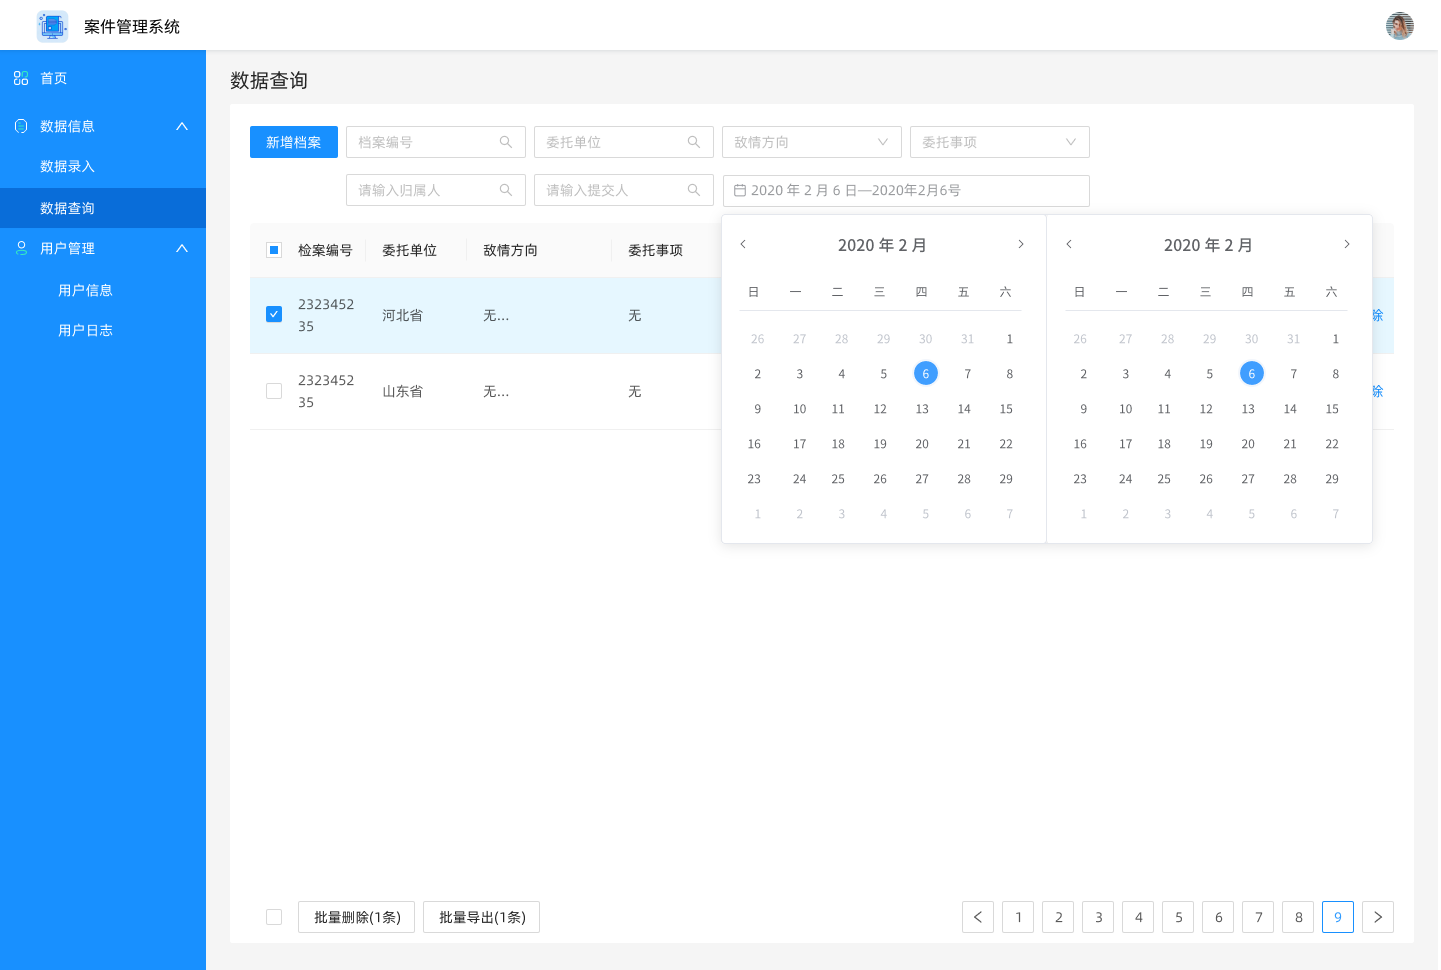 案件管理系统
首页
数据信息
数据录入
数据查询
用户管理
用户信息
用户日志
数据查询
新增档案 档案编号 委托单位 敌情方向 委托事项
请输入归属人 请输入提交人 2020 年 2 月 6 日—2020年2月6号
检案编号 委托单位 敌情方向 委托事项
2323452
35 河北省 无... 无 除
2323452
35 山东省 无... 无 除
2020 年 2 月
日 一 二 三 四 五 六
26 27 28 29 30 31 1
2 3 4 5 6 7 8
9 10 11 12 13 14 15
16 17 18 19 20 21 22
23 24 25 26 27 28 29
1 2 3 4 5 6 7
2020 年 2 月
日 一 二 三 四 五 六
26 27 28 29 30 31 1
2 3 4 5 6 7 8
9 10 11 12 13 14 15
16 17 18 19 20 21 22
23 24 25 26 27 28 29
1 2 3 4 5 6 7
批量删除(1条) 批量导出(1条) 1 2 3 4 5 6 7 8 9